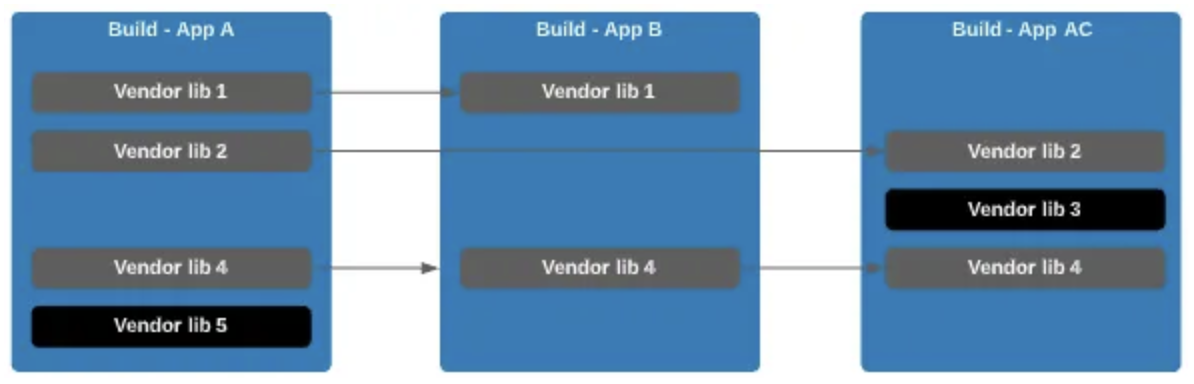 Build - App A
Vendor lib 1
Vendor lib 2
Vendor lib 4
Vendor lib 5
Build - App B
Vendor lib 1
Vendor lib 4
Build - App AC
Vendor lib 2
Vendor lib 3
Vendor lib 4